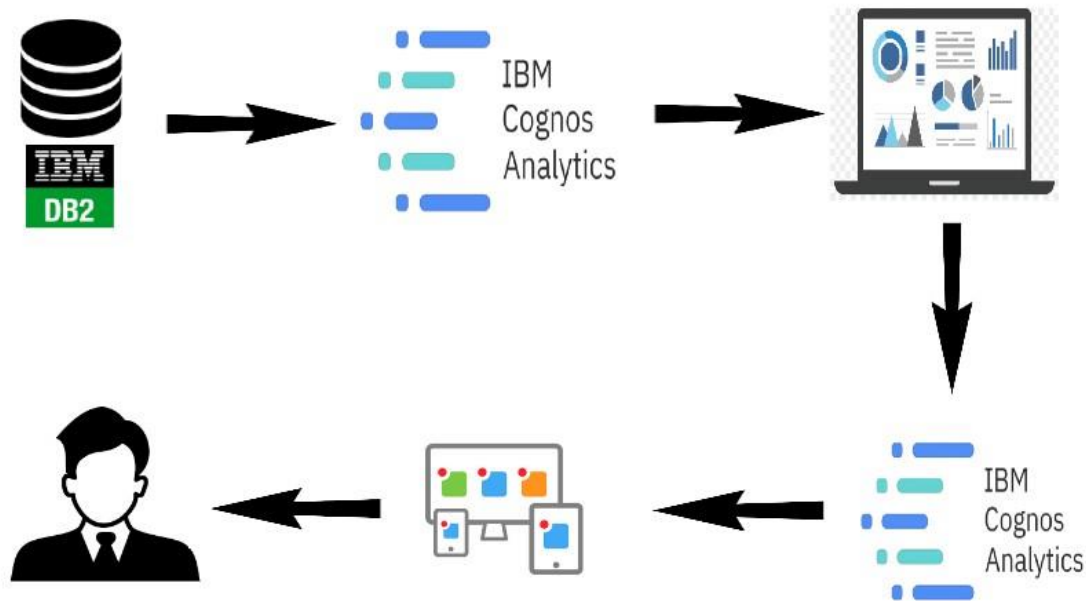 IBM
Cognos
Analytics
IBM
DB2
IBM
Cognos
Analytics